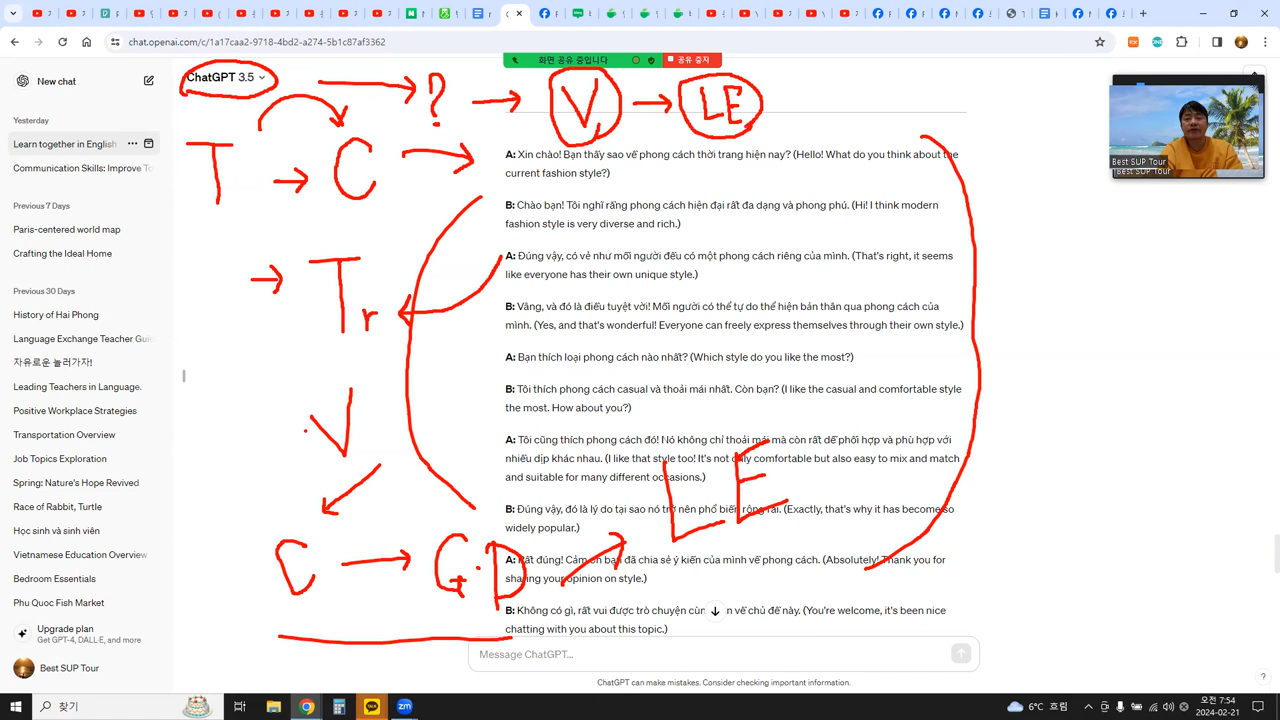 chat.openai.com/c/1a17caa2-9718-4bd2-a274-5b1c87af3362
화면 공유 중입니다
공유 중지
New chat
ChatGPT 3.5
?
V
LE
Yesterday
Learn together in English
Communication Skills: Improve To
Previous 7 Days
Paris-centered world map
Crafting the Ideal Home
Previous 30 Days
History of Hai Phong
Language Exchange Teacher Gui
자유로운 눌러가자!
Leading Teachers in Language.
Positive Workplace Strategies
Transportation Overview
Job Topics Exploration
Spring: Nature's Hope Revived
Race of Rabbit, Turtle
Học sinh và sinh viên
Vietnamese Education Overview
Bedroom Essentials
Phu Quoc Fish Market
Upgrade plan
Get GPT-4, DALL·E, and more
Best SUP Tour
T
C
Tr
V
C
G.D
LE
A: Xin chào! Bạn thấy sao về phong cách thời trang hiện nay? (Hello! What do you think about the
current fashion style?)
B: Chào bạn! Tôi nghĩ rằng phong cách hiện đại rất đa dạng và phong phú. (Hi! I think modern
fashion style is very diverse and rich.)
A: Đúng vậy, có vẻ như mỗi người đều có một phong cách riêng của mình. (That's right, it seems
like everyone has their own unique style.)
B: Vâng, và đó là điều tuyệt vời! Mỗi người có thể tự do thể hiện bản thân qua phong cách của
mình. (Yes, and that's wonderful! Everyone can freely express themselves through their own style.)
A: Bạn thích loại phong cách nào nhất? (Which style do you like the most?)
B: Tôi thích phong cách casual và thoải mái nhất. Còn bạn? (I like the casual and comfortable style
the most. How about you?)
A: Tôi cũng thích phong cách đó! Nó không chỉ thoải mái mà còn rất dễ phối hợp và phù hợp với
nhiều dịp khác nhau. (I like that style too! It's not only comfortable but also easy to mix and match
and suitable for many different occasions.)
B: Đúng vậy, đó là lý do tại sao nó trở nên phổ biến rộng rãi. (Exactly, that's why it has become so
widely popular.)
A: Rất đúng! Cảm ơn bạn đã chia sẻ ý kiến của mình về phong cách. (Absolutely! Thank you for
sharing your opinion on style.)
B: Không có gì, rất vui được trò chuyện cùng bạn về chủ đề này. (You're welcome, it's been nice
chatting with you about this topic.)
Message ChatGPT...
ChatGPT can make mistakes. Consider checking important information.
?
Best SUP Tour
Best SUP Tour
찾기
TALK
zm
6°C 흐림
오전 7:54
2024-02-21